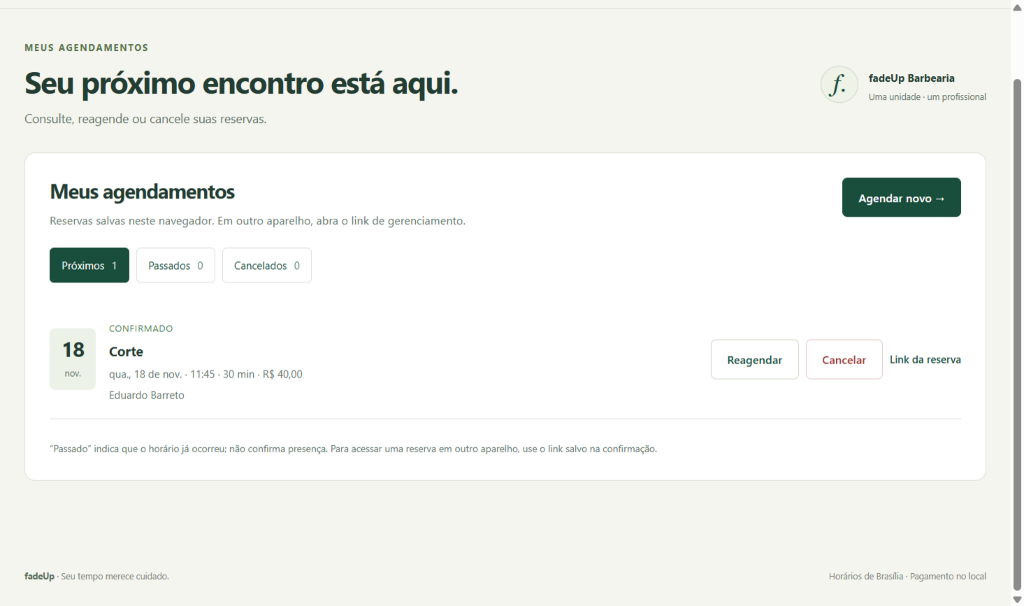 MEUS AGENDAMENTOS
Seu próximo encontro está aqui.
Consulte, reagende ou cancele suas reservas.
f.
fadeUp Barbearia
Uma unidade · um profissional
Meus agendamentos
Reservas salvas neste navegador. Em outro aparelho, abra o link de gerenciamento.
Agendar novo →
Próximos 1
Passados 0
Cancelados 0
18
nov.
CONFIRMADO
Corte
qua., 18 de nov. · 11:45 · 30 min · R$ 40,00
Eduardo Barreto
Reagendar
Cancelar
Link da reserva
“Passado” indica que o horário já ocorreu; não confirma presença. Para acessar uma reserva em outro aparelho, use o link salvo na confirmação.
fadeUp · Seu tempo merece cuidado.
Horários de Brasília · Pagamento no local